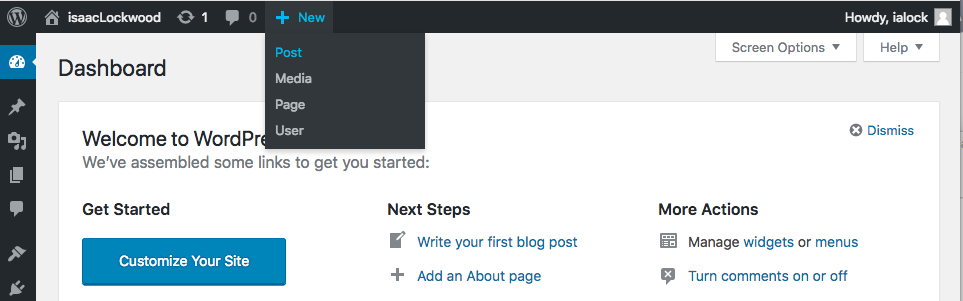 isaacLockwood 1 0 New Howdy, ialock
Post
Media
Page
User
Screen Options Help
Dashboard
Welcome to WordPre
We've assembled some links to get you started:
Dismiss
Get Started
Customize Your Site
Next Steps
Write your first blog post
Add an About page
More Actions
Manage widgets or menus
Turn comments on or off